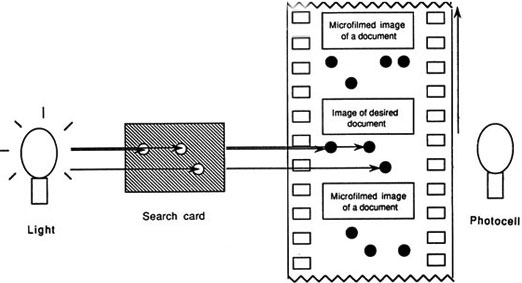 Microfilmed image
of a document
Image of desired
document
Microfilmed image
of a document
Search card
Light
Photocell